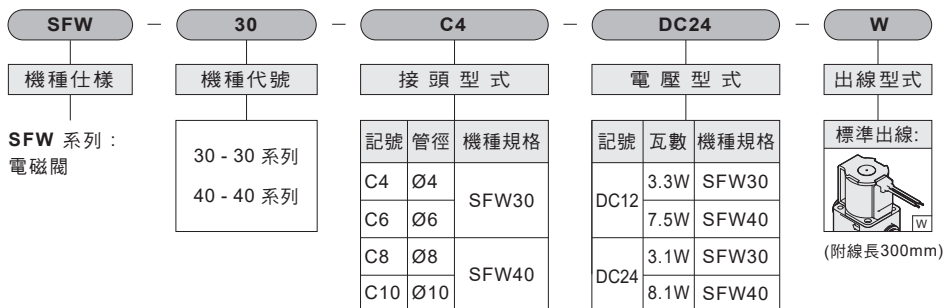 SFW – 30 – C4 – DC24 – W
機種仕樣 機種代號 接頭型式 電壓型式 出線型式
SFW 系列：
電磁閥
30 - 30 系列
40 - 40 系列
記號 管徑 機種規格
C4 Ø4 SFW30
C6 Ø6
C8 Ø8 SFW40
C10 Ø10
記號 瓦數 機種規格
DC12 3.3W SFW30
7.5W SFW40
DC24 3.1W SFW30
8.1W SFW40
標準出線:
W
(附線長300mm)